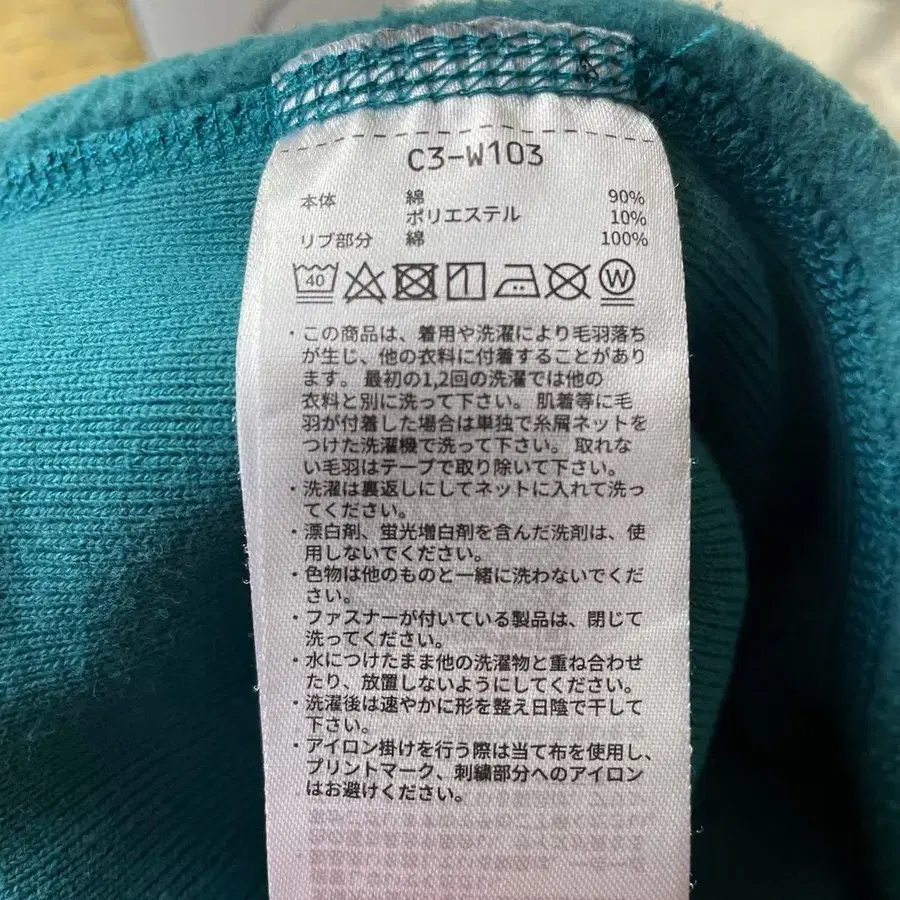 C3-W103
本体 綿 90%
ポリエステル 10%
リブ部分 綿 100%
40 W
・この商品は、着用や洗濯により毛羽落ち
が生じ、他の衣料に付着することがあり
ます。最初の1,2回の洗濯では他の
衣料と別に洗って下さい。肌着等に毛
羽が付着した場合は単独で糸屑ネットを
つけた洗濯機で洗って下さい。取れな
い毛羽はテープで取り除いて下さい。
・洗濯は裏返しにしてネットに入れて洗っ
てください。
・漂白剤、蛍光増白剤を含んだ洗剤は、使
用しないでください。
・色物は他のものと一緒に洗わないでくだ
さい。
・ファスナーが付いている製品は、閉じて
洗ってください。
・水につけたまま他の洗濯物と重ね合わせ
たり、放置しないようにしてください。
・洗濯後は速やかに形を整え日陰で干して
下さい。
・アイロン掛けを行う際は当て布を使用し、
プリントマーク、刺繍部分へのアイロン
はお避けください。